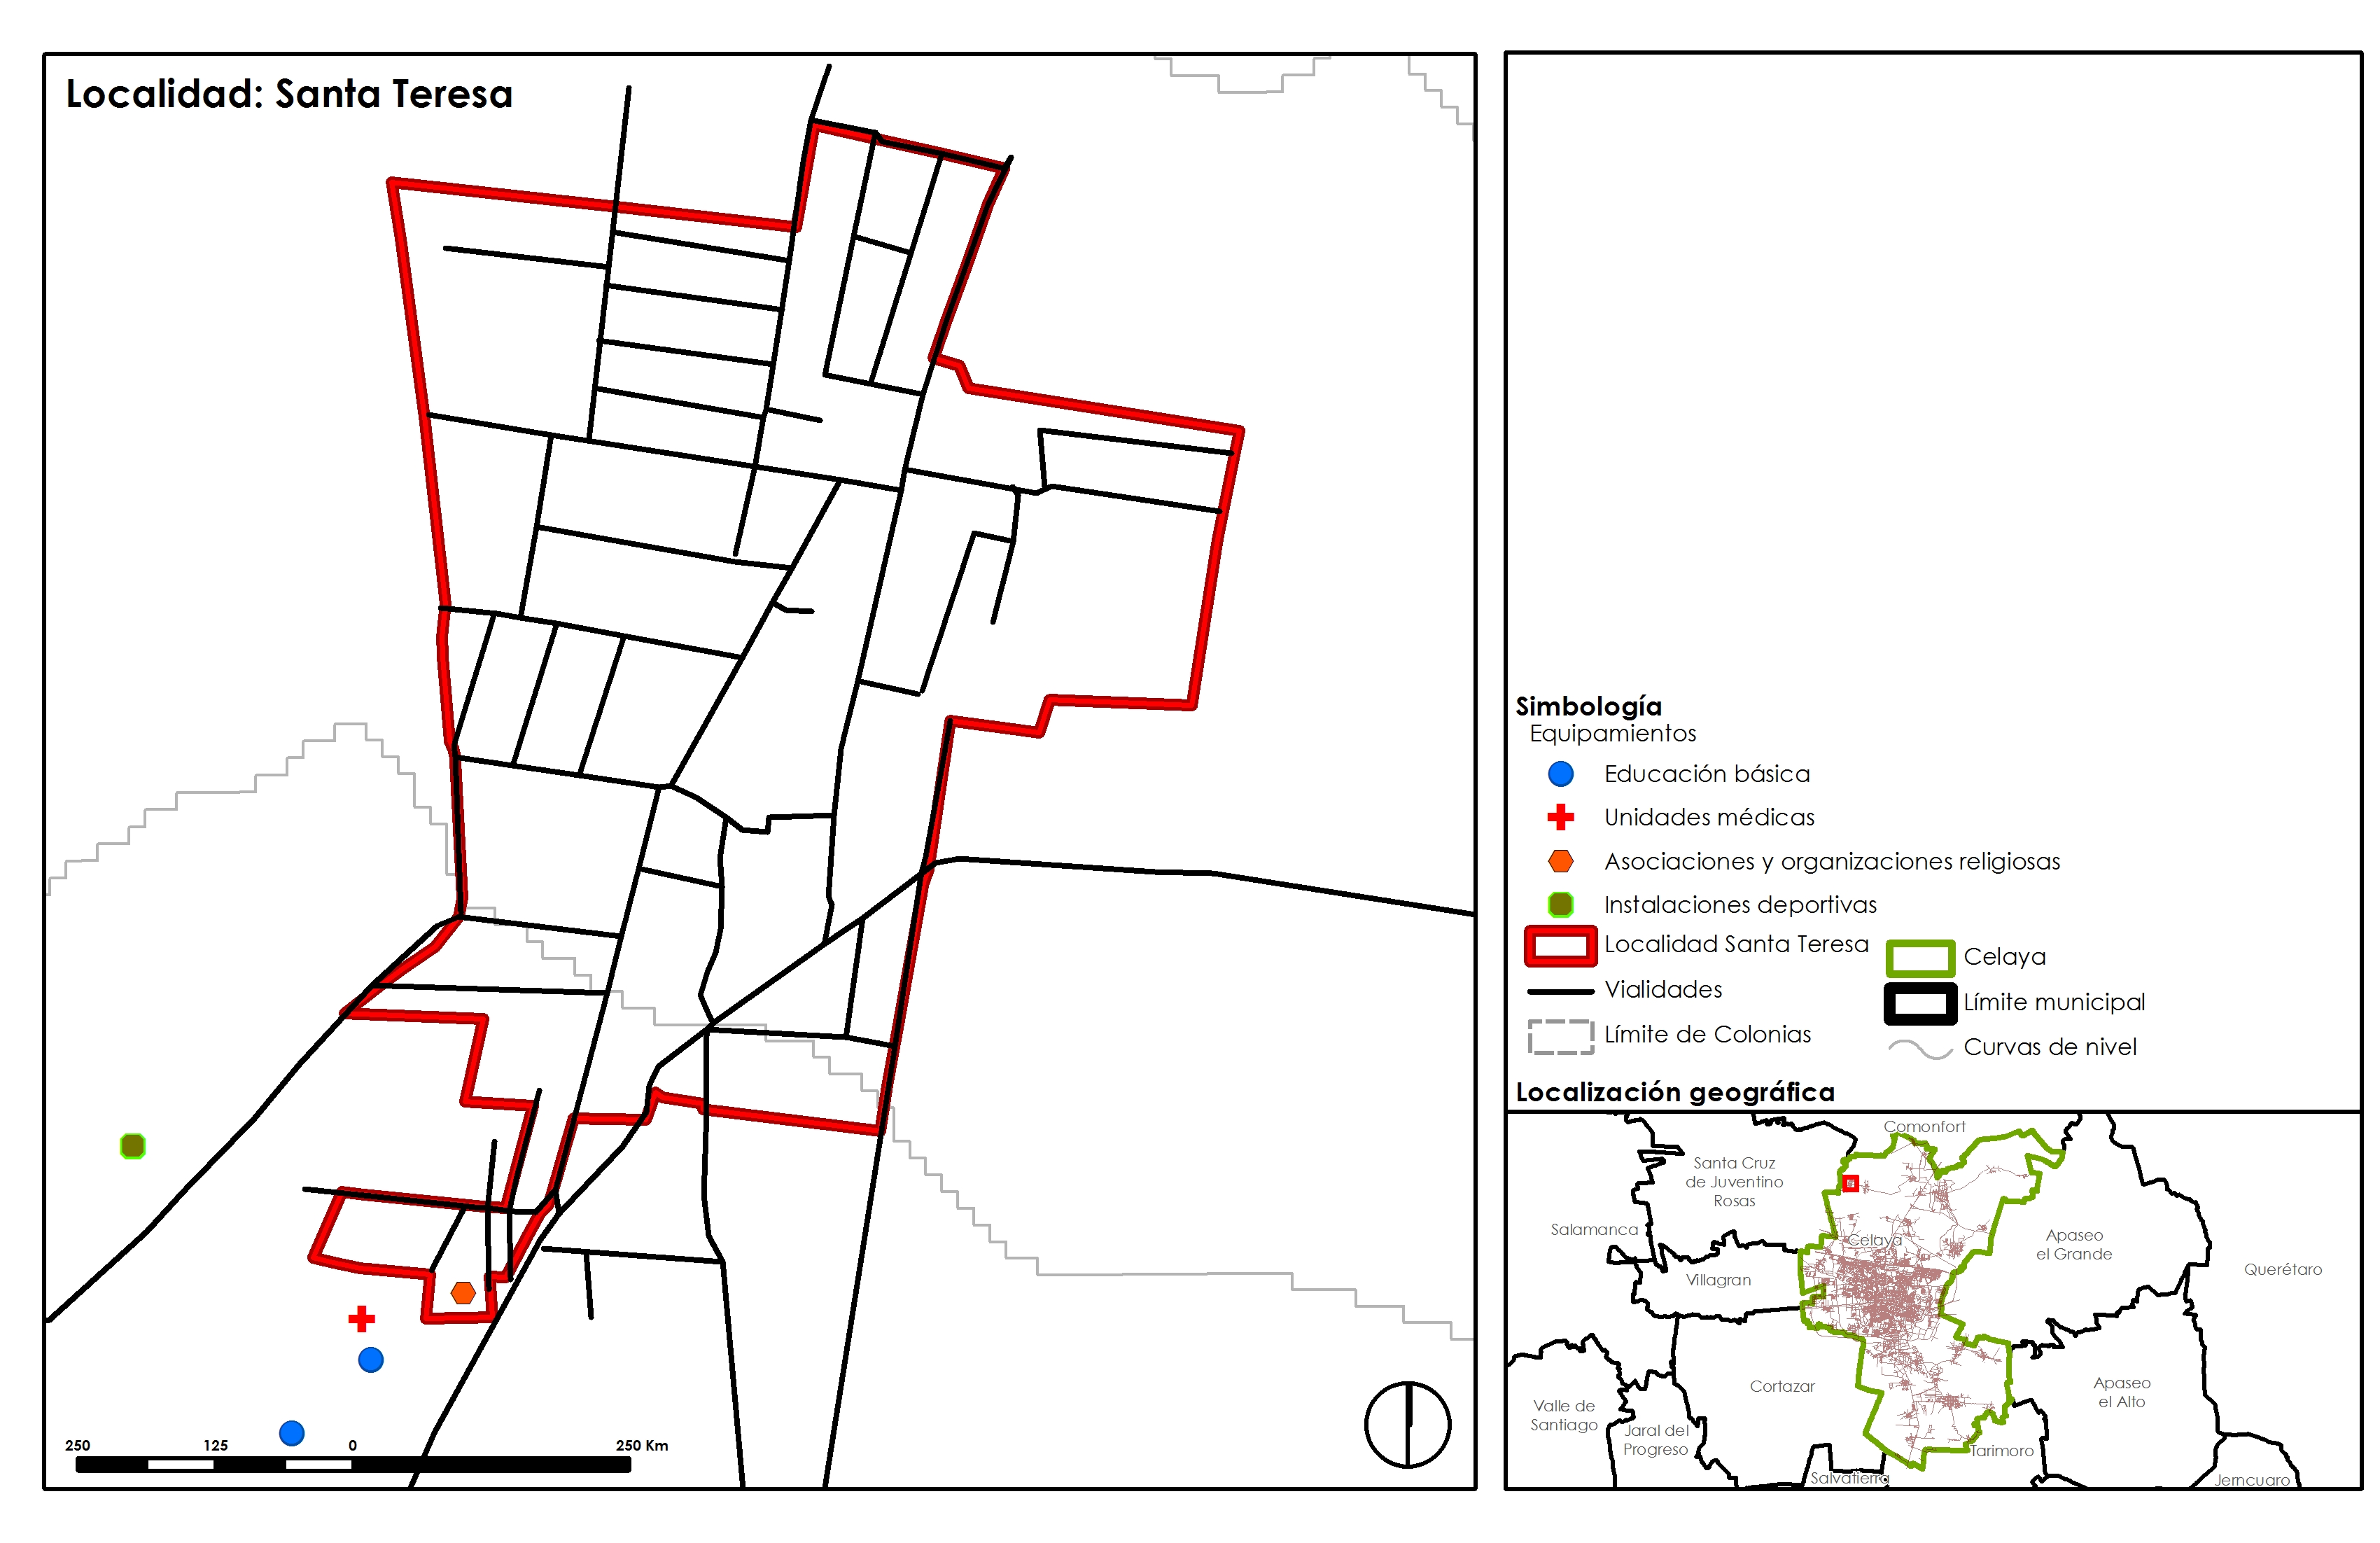 Localidad: Santa Teresa
250 125 0 250 Km
Simbología
Equipamientos
Educación básica
Unidades médicas
Asociaciones y organizaciones religiosas
Instalaciones deportivas
Localidad Santa Teresa
Vialidades
Límite de Colonias
Celaya
Límite municipal
Curvas de nivel
Localización geográfica
Comonfort
Santa Cruz
de Juventino
Rosas
Salamanca
Celaya
Apaseo
el Grande
Querétaro
Villagran
Cortazar
Apaseo
el Alto
Valle de
Santiago
Jaral del
Progreso
Tarimoro
Salvatierra
Jerncuaro